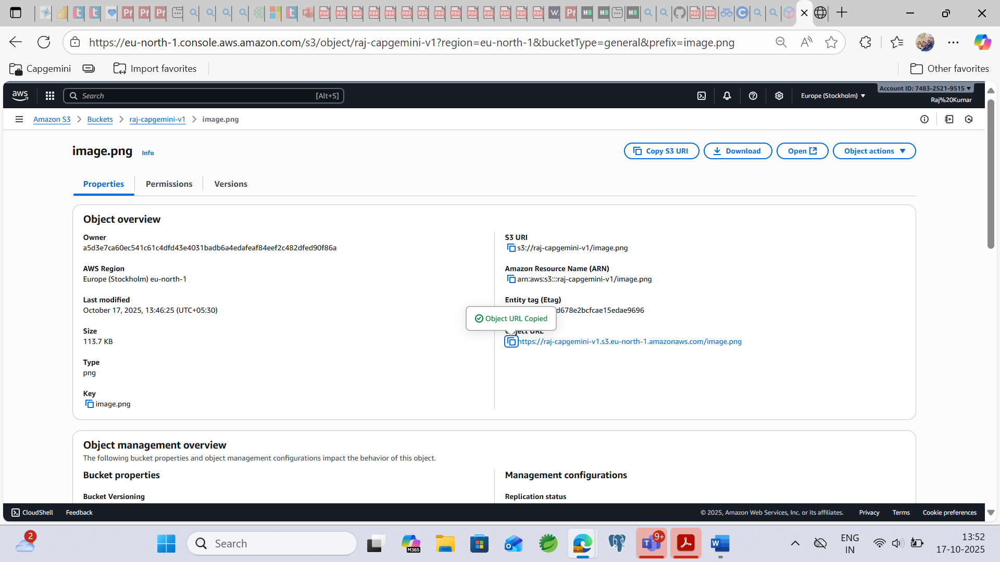 https://eu-north-1.console.aws.amazon.com/s3/object/raj-capgemini-v1?region=eu-north-1&bucketType=general&prefix=image.png
Capgemini
Import favorites
Other favorites
aws
Search
[Alt+S]
Europe (Stockholm)
Account ID: 7483-2521-9515
Raj%20Kumar
Amazon S3
Buckets
raj-capgemini-v1
image.png
image.png
Info
Copy S3 URI
Download
Open
Object actions
Properties
Permissions
Versions
Object overview
Owner
a5d3e7ca60ec541c61c4dfd43e4031badb6a4edafeaf84eef2c482dfed90f86a
AWS Region
Europe (Stockholm) eu-north-1
Last modified
October 17, 2025, 13:46:25 (UTC+05:30)
Size
113.7 KB
Type
png
Key
image.png
S3 URI
s3://raj-capgemini-v1/image.png
Amazon Resource Name (ARN)
arn:aws:s3:::raj-capgemini-v1/image.png
Entity tag (Etag)
d678e2bcfcae15edae9696
Object URL Copied
Object URL
https://raj-capgemini-v1.s3.eu-north-1.amazonaws.com/image.png
Object management overview
The following bucket properties and object management configurations impact the behavior of this object.
Bucket properties
Bucket Versioning
Management configurations
Replication status
CloudShell
Feedback
© 2025, Amazon Web Services, Inc. or its affiliates.
Privacy
Terms
Cookie preferences
2
Search
M365
9+
ENG
IN
13:52
17-10-2025